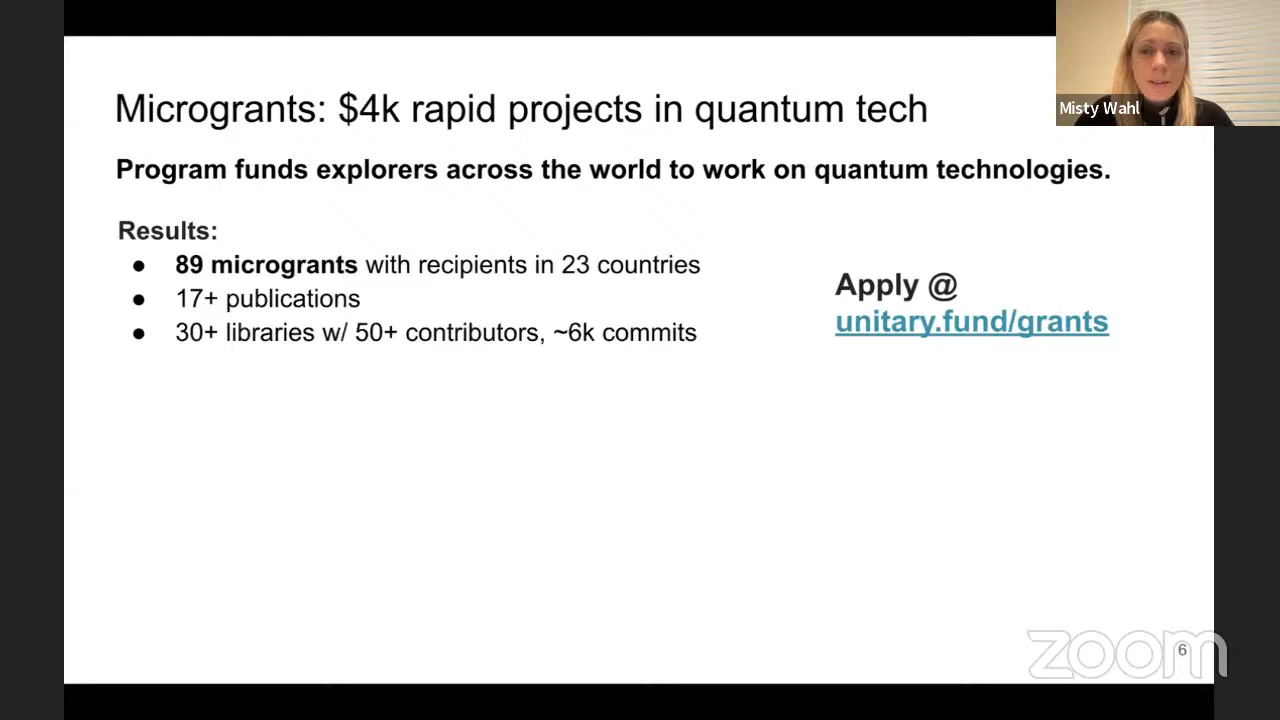 Microgrants: $4k rapid projects in quantum tech
Misty Wahl
Program funds explorers across the world to work on quantum technologies.
Results:
● 89 microgrants with recipients in 23 countries
● 17+ publications
● 30+ libraries w/ 50+ contributors, ~6k commits
Apply @
unitary.fund/grants
zoom
6